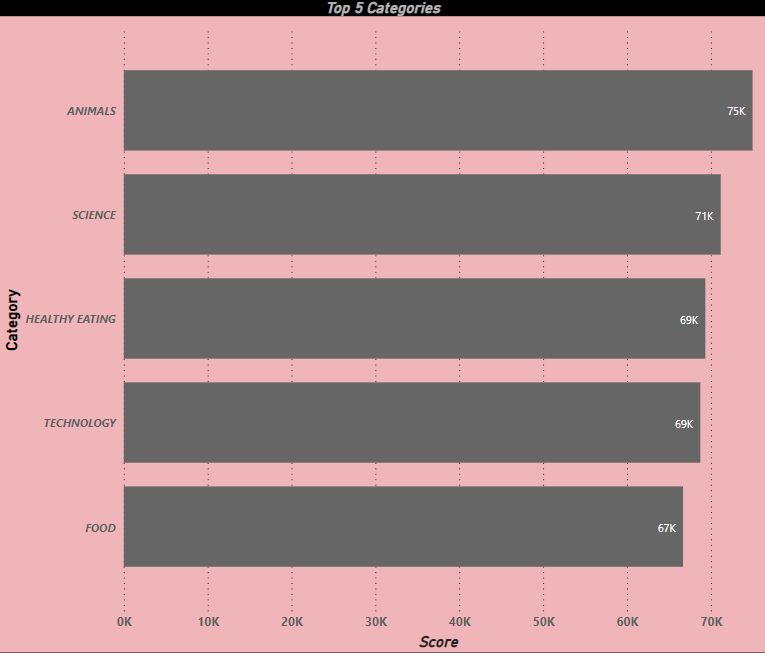 Top 5 Categories
ANIMALS
75K
SCIENCE
71K
HEALTHY EATING
69K
TECHNOLOGY
69K
FOOD
67K
Category
0K 10K 20K 30K 40K 50K 60K 70K
Score